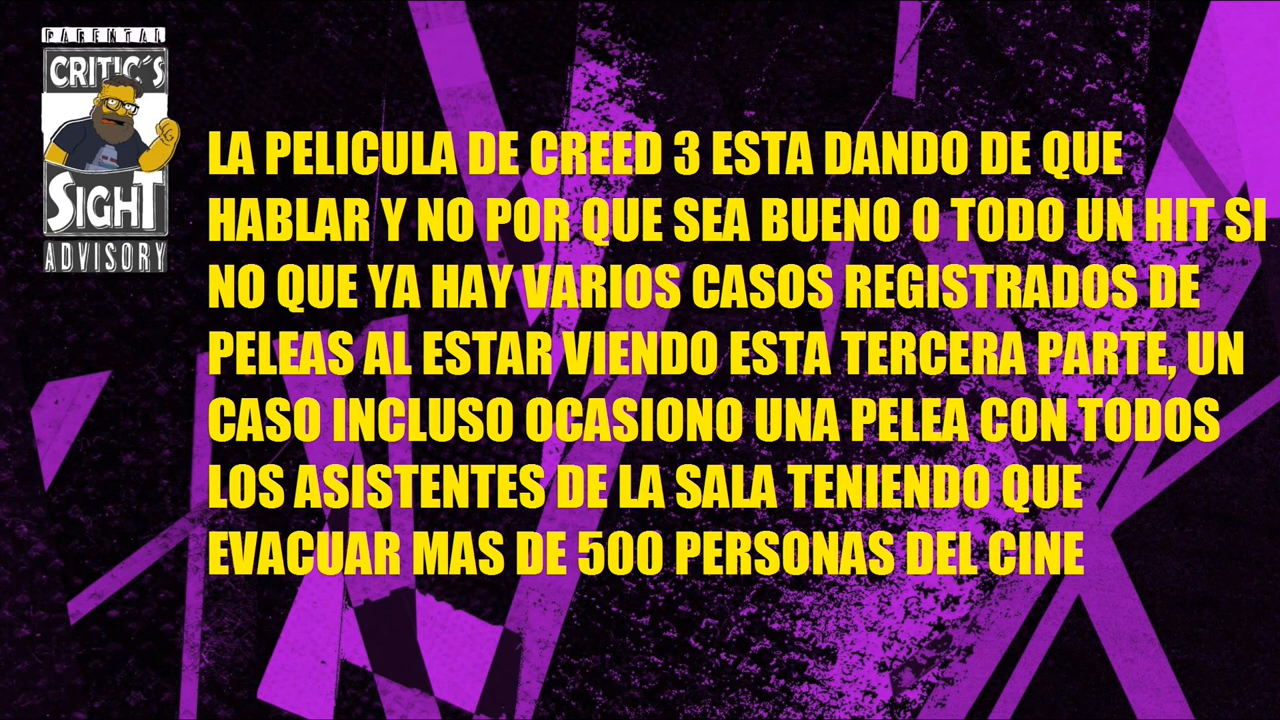 PARENTAL
CRITIC´S
SIGHT
ADVISORY
LA PELICULA DE CREED 3 ESTA DANDO DE QUE
HABLAR Y NO POR QUE SEA BUENO O TODO UN HIT SI
NO QUE YA HAY VARIOS CASOS REGISTRADOS DE
PELEAS AL ESTAR VIENDO ESTA TERCERA PARTE, UN
CASO INCLUSO OCASIONO UNA PELEA CON TODOS
LOS ASISTENTES DE LA SALA TENIENDO QUE
EVACUAR MAS DE 500 PERSONAS DEL CINE